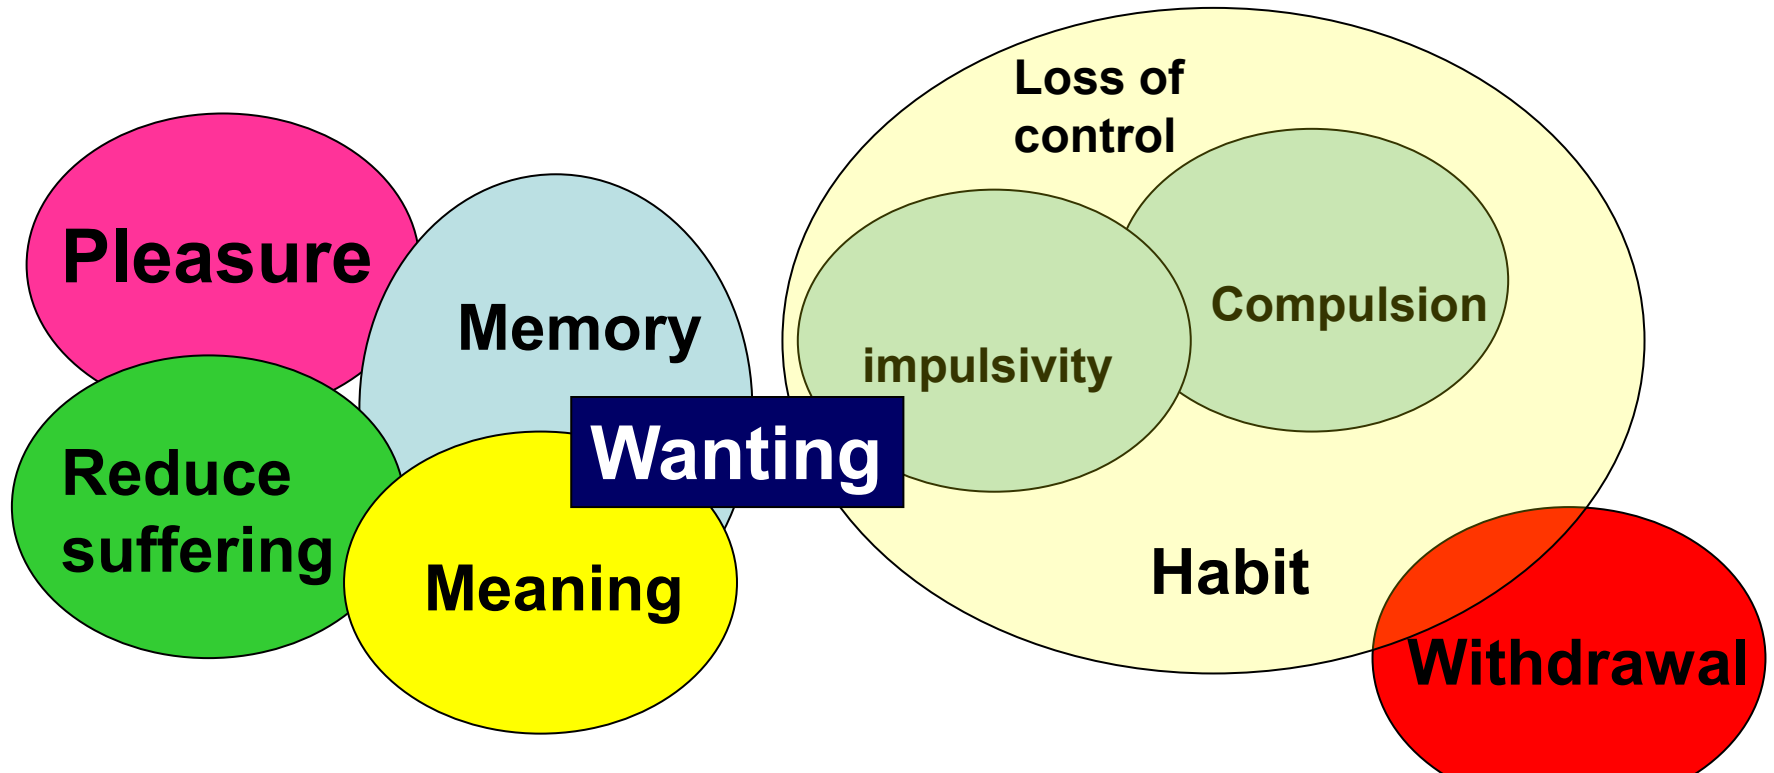 Pleasure
Reduce
suffering
Memory
Meaning
Wanting
Loss of
control
impulsivity
Compulsion
Habit
Withdrawal